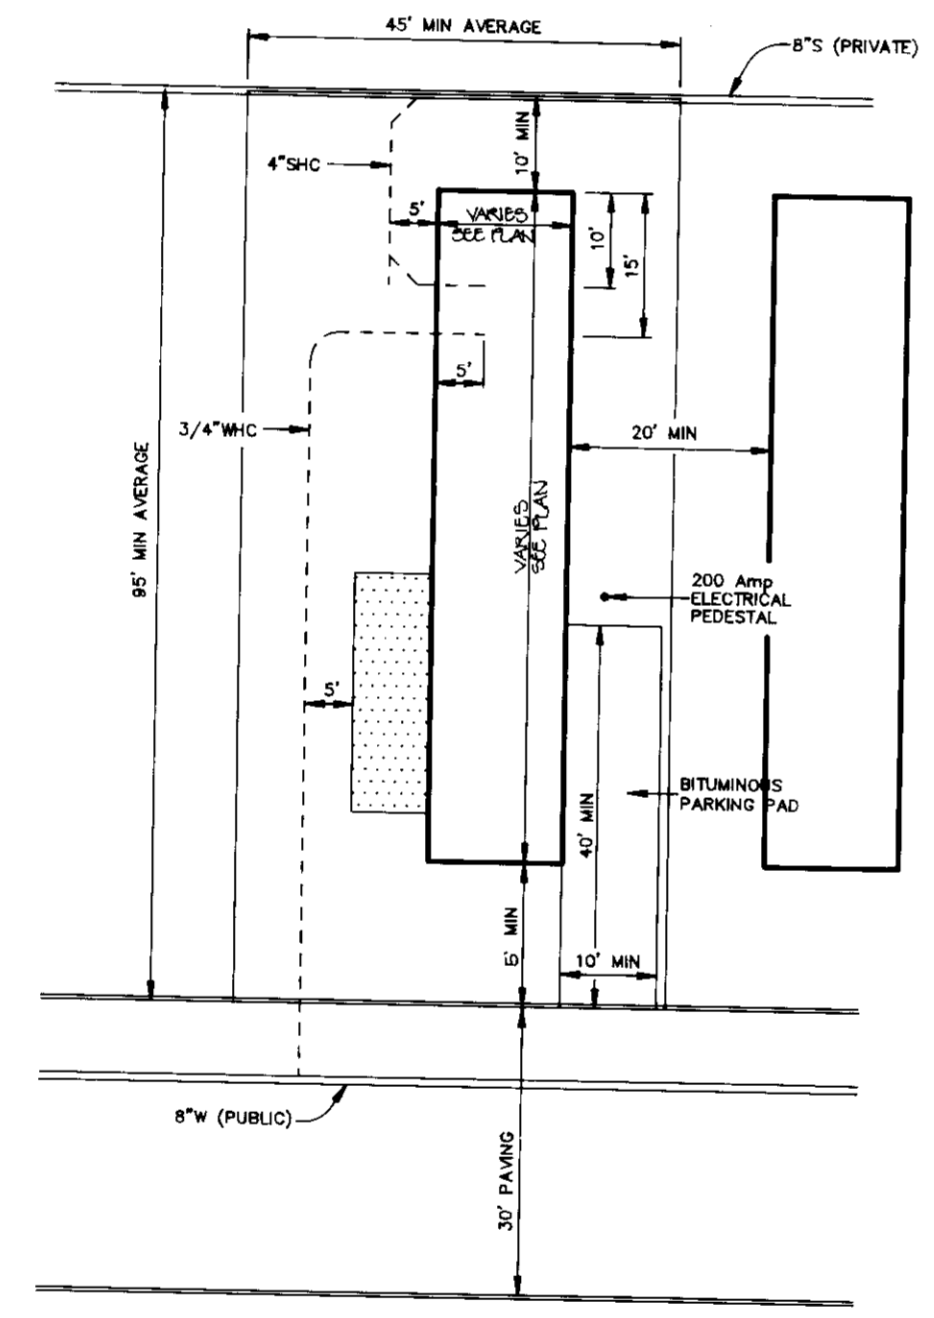 45' MIN AVERAGE
8"S (PRIVATE)
10' MIN
4"SHC
5'
VARIES
SEE PLAN
10'
15'
5'
3/4"WHC
20' MIN
95' MIN AVERAGE
VARIES
SEE PLAN
200 Amp
ELECTRICAL
PEDESTAL
5'
BITUMINOUS
PARKING PAD
40' MIN
MIN
10' MIN
8"W (PUBLIC)
30' PAVING